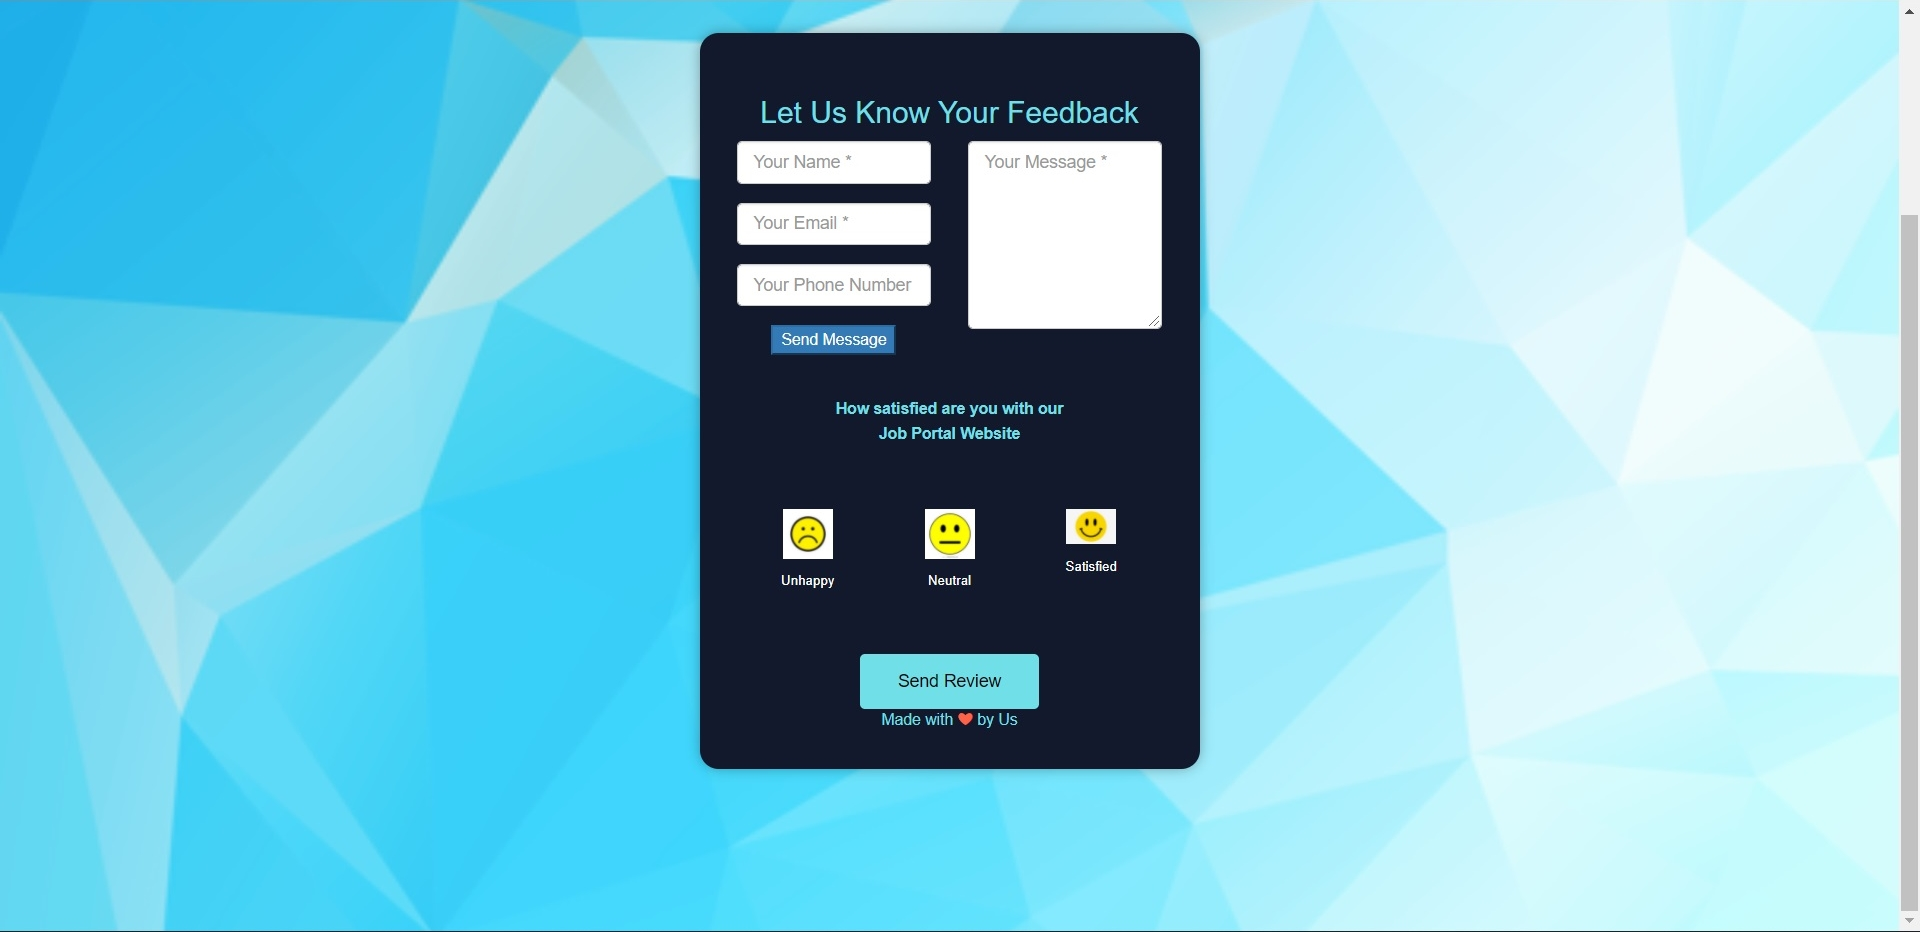 Let Us Know Your Feedback
Your Name *
Your Email *
Your Phone Number
Send Message
Your Message *
How satisfied are you with our
Job Portal Website
Unhappy
Neutral
Satisfied
Send Review
Made with ❤ by Us